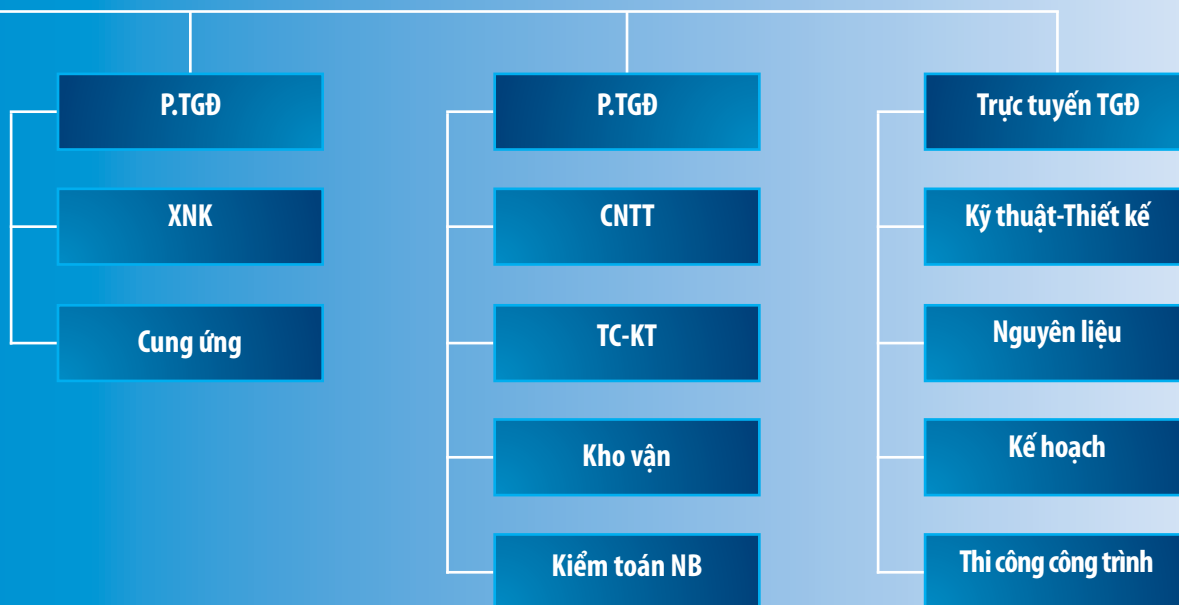 P.TGĐ
XNK
Cung ứng
P.TGĐ
CNTT
TC-KT
Kho vận
Kiểm toán NB
Trực tuyến TGĐ
Kỹ thuật-Thiết kế
Nguyên liệu
Kế hoạch
Thi công công trình